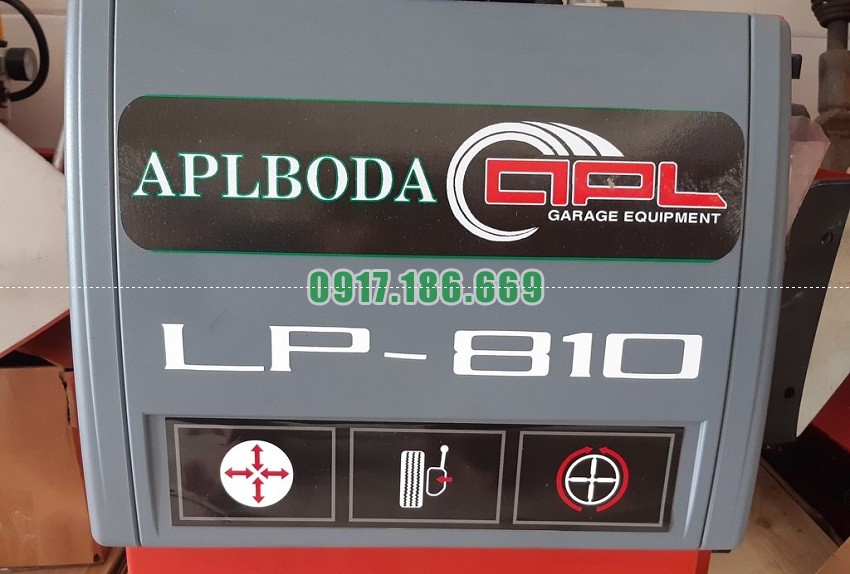 APLBODA APL
GARAGE EQUIPMENT
0917.186.669
LP-810